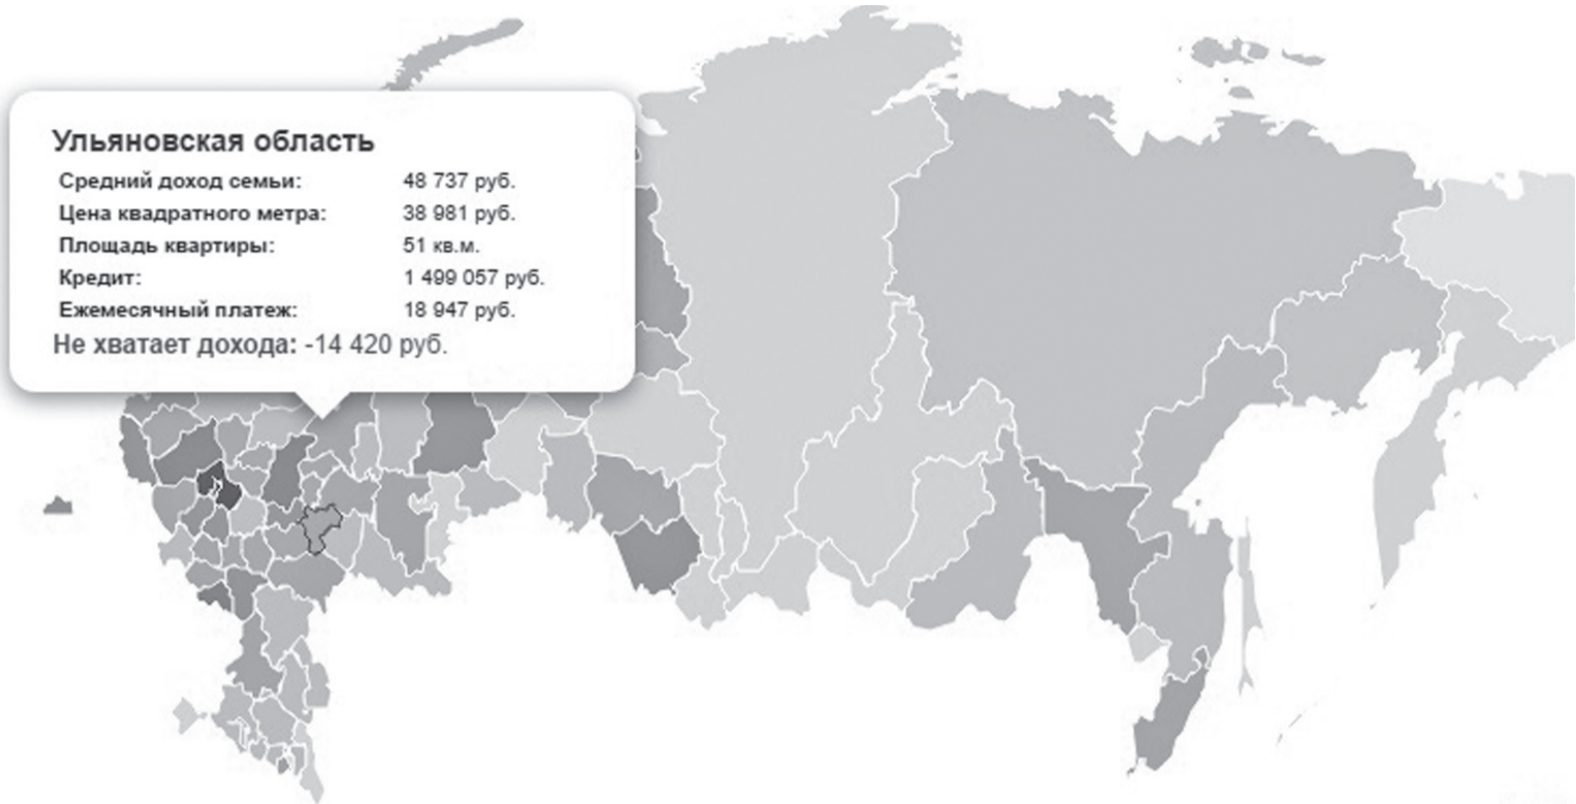 Ульяновская область
Средний доход семьи: 48 737 руб.
Цена квадратного метра: 38 981 руб.
Площадь квартиры: 51 кв.м.
Кредит: 1 499 057 руб.
Ежемесячный платеж: 18 947 руб.
Не хватает дохода: -14 420 руб.